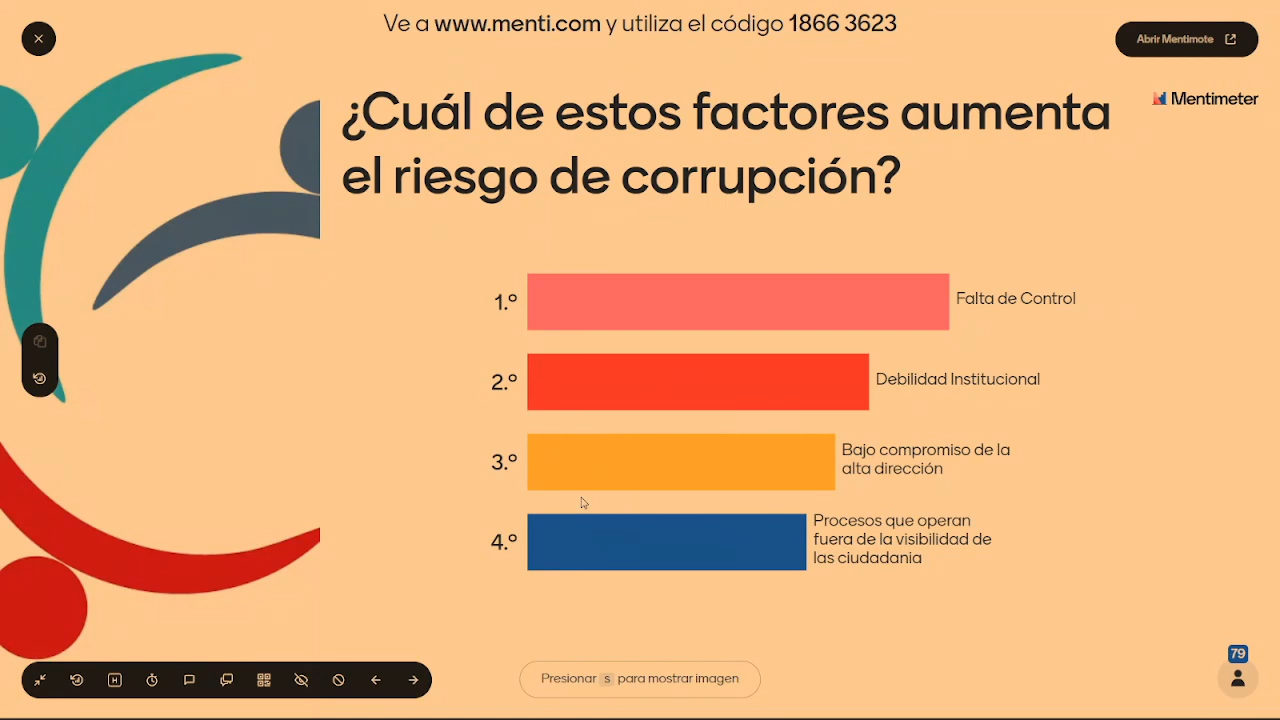 Ve a www.menti.com y utiliza el código 1866 3623
Abrir Mentimote
Mentimeter
¿Cuál de estos factores aumenta
el riesgo de corrupción?
1.º
Falta de Control
2.º
Debilidad Institucional
3.º
Bajo compromiso de la
alta dirección
4.º
Procesos que operan
fuera de la visibilidad de
las ciudadania
79
H
Presionar s para mostrar imagen